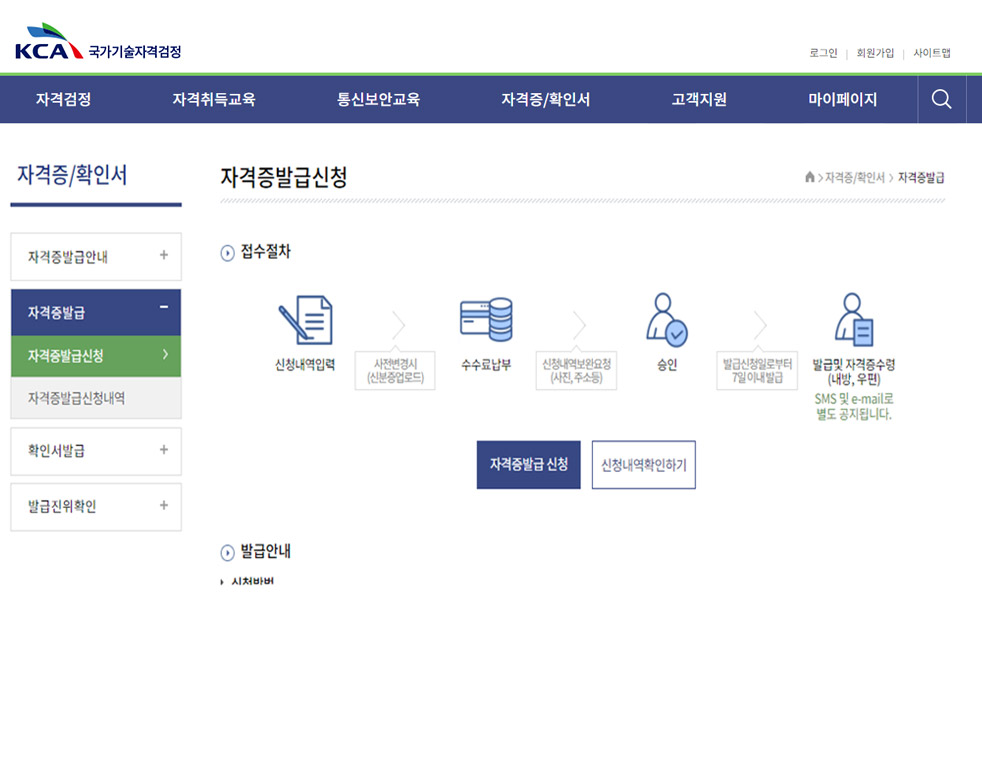 KCA 국가기술자격검정
로그인 | 회원가입 | 사이트맵
자격검정 자격취득교육 통신보안교육 자격증/확인서 고객지원 마이페이지
자격증/확인서
자격증발급신청
자격증/확인서 > 자격증발급
자격증발급안내 +
자격증발급 −
자격증발급신청 >
자격증발급신청내역
확인서발급 +
발급진위확인 +
접수절차
신청내역입력
사전변경시
(신분증업로드)
수수료납부
신청내역보완요청
(사진,주소등)
승인
발급신청일로부터
7일이내발급
발급및 자격증수령
(내방, 우편)
SMS 및 e-mail로
별도 공지됩니다.
자격증발급 신청
신청내역확인하기
발급안내
신청방법